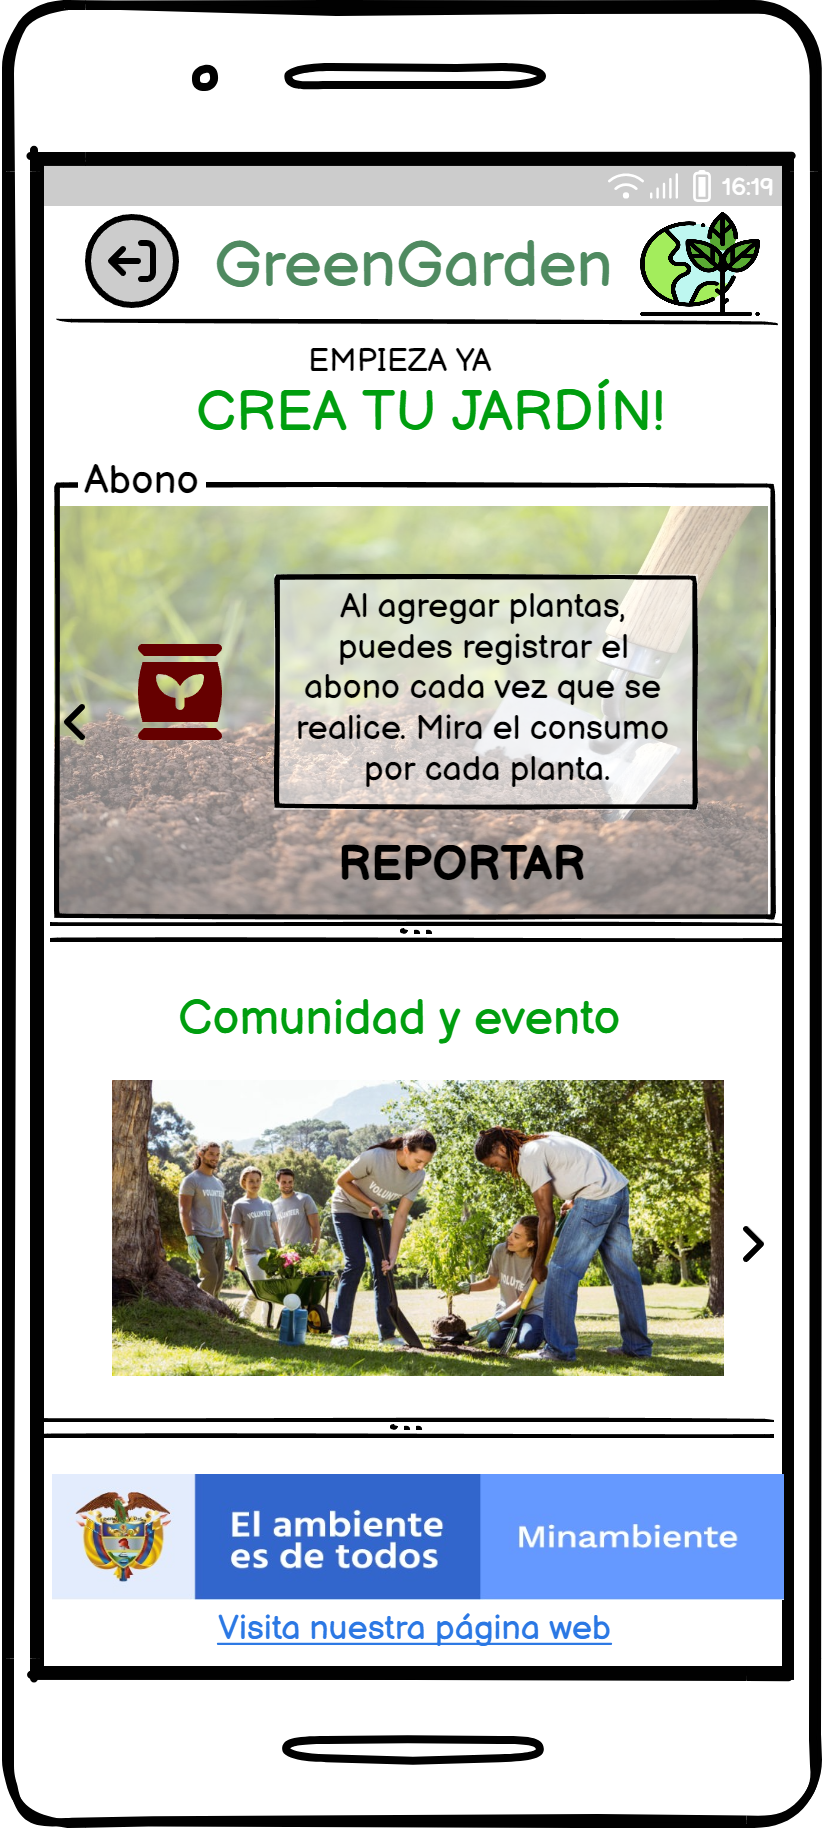 16:19
GreenGarden
EMPIEZA YA
CREA TU JARDÍN!
Abono
Al agregar plantas,
puedes registrar el
abono cada vez que se
realice. Mira el consumo
por cada planta.
REPORTAR
Comunidad y evento
VOLUNTEER
El ambiente
es de todos
Minambiente
Visita nuestra página web